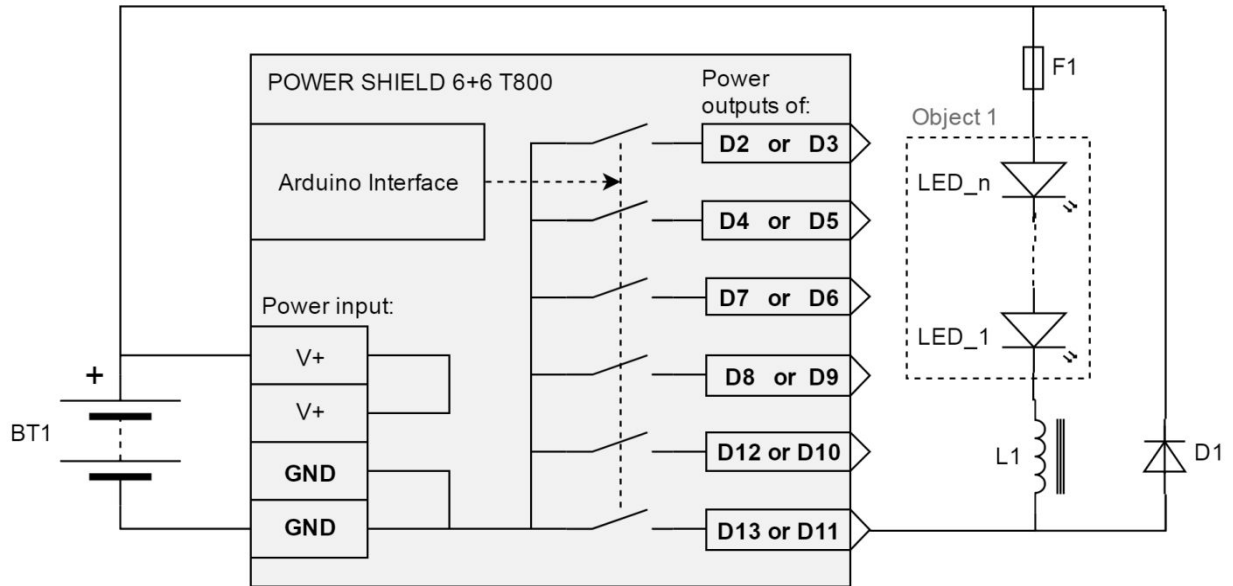 POWER SHIELD 6+6 T800
Power
outputs of:
F1
Object 1
D2 or D3
LED_n
Arduino Interface
D4 or D5
D7 or D6
Power input:
LED_1
V+
+
D8 or D9
V+
BT1
D12 or D10
L1
D1
GND
GND
D13 or D11